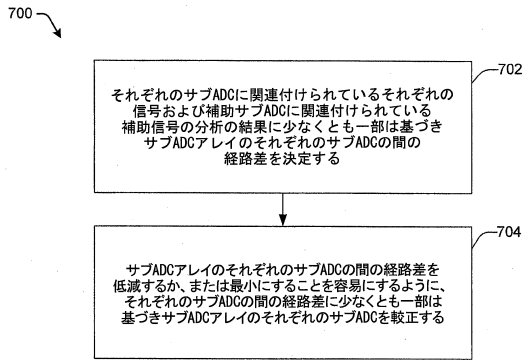 700
702
それぞれのサブADCに関連付けられているそれぞれの
信号および補助サブADCに関連付けられている
補助信号の分析の結果に少なくとも一部は基づき
サブADCアレイのそれぞれのサブADCの間の
経路差を決定する
704
サブADCアレイのそれぞれのサブADCの間の経路差を
低減するか、または最小にすることを容易にするように、
それぞれのサブADCの間の経路差に少なくとも一部は
基づきサブADCアレイのそれぞれのサブADCを較正する